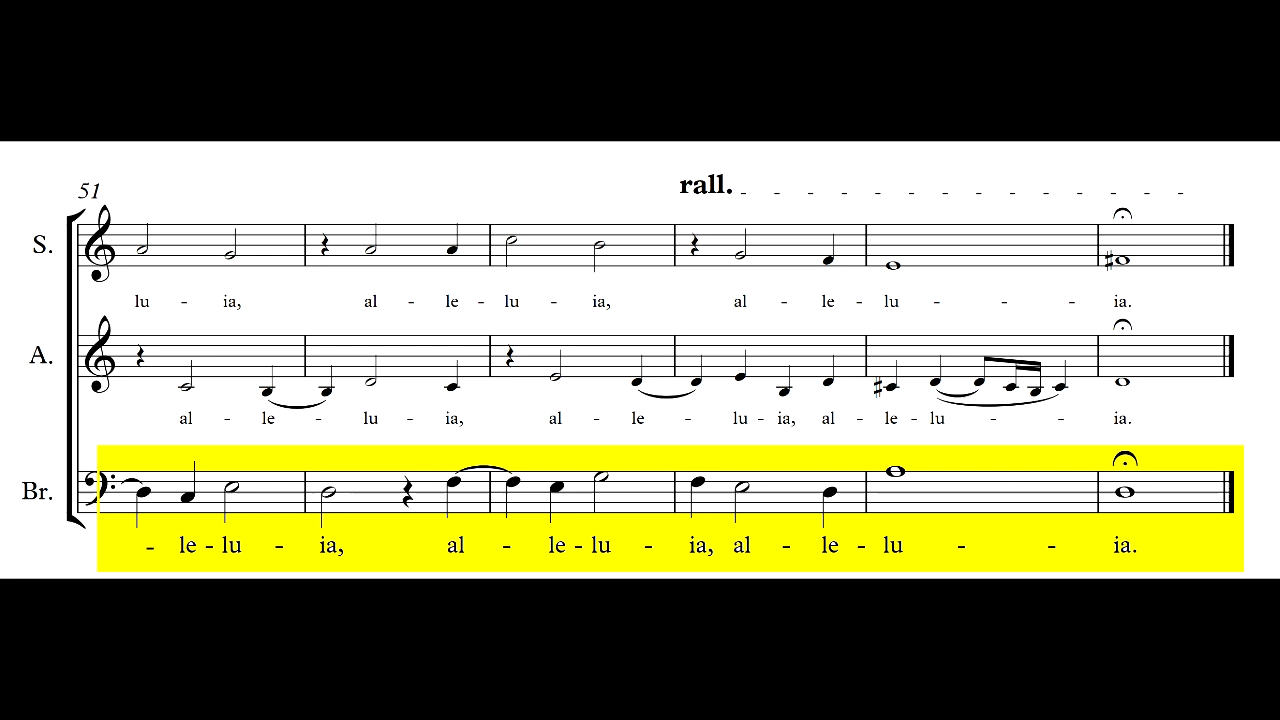 51
rall.
S.
lu - ia, al - le - lu - ia, al - le - lu - - ia.
A.
al - le - lu - ia, al - le - lu - ia, al - le - lu - - ia.
Br.
- le - lu - ia, al - le - lu - ia, al - le - lu - - ia.